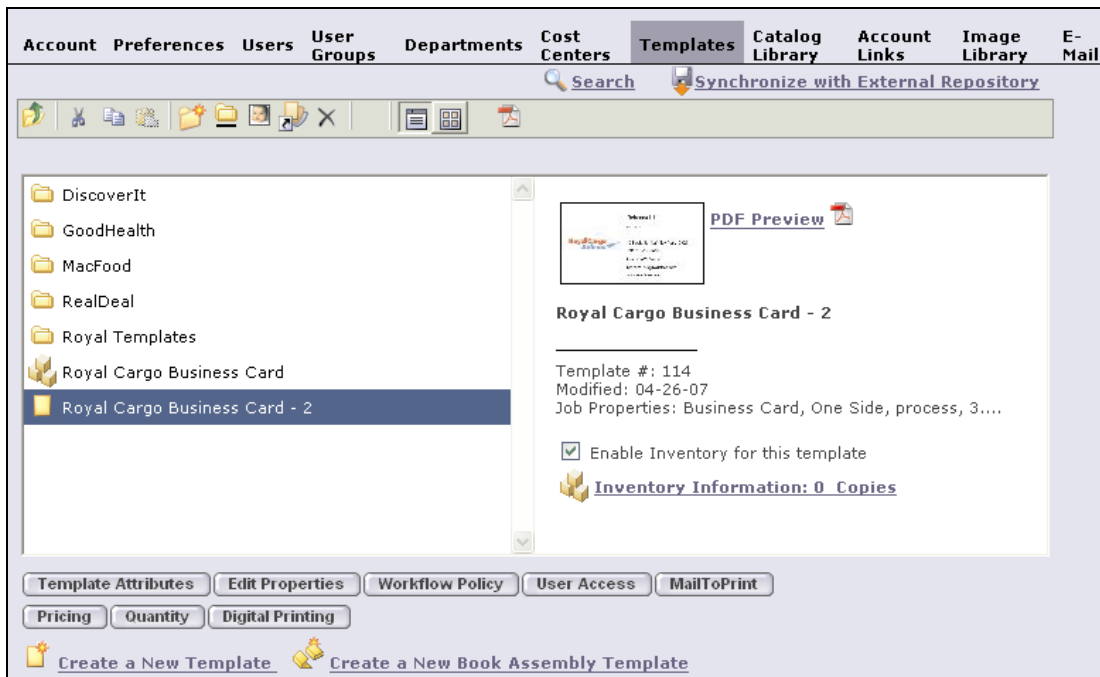 Account Preferences Users User Groups Departments Cost Centers Templates Catalog Library Account Links Image Library E-Mail
Search Synchronize with External Repository
DiscoverIt
GoodHealth
MacFood
RealDeal
Royal Templates
Royal Cargo Business Card
Royal Cargo Business Card - 2
PDF Preview
Royal Cargo Business Card - 2
Template #: 114
Modified: 04-26-07
Job Properties: Business Card, One Side, process, 3....
Enable Inventory for this template
Inventory Information: 0 Copies
Template Attributes Edit Properties Workflow Policy User Access MailToPrint
Pricing Quantity Digital Printing
Create a New Template Create a New Book Assembly Template